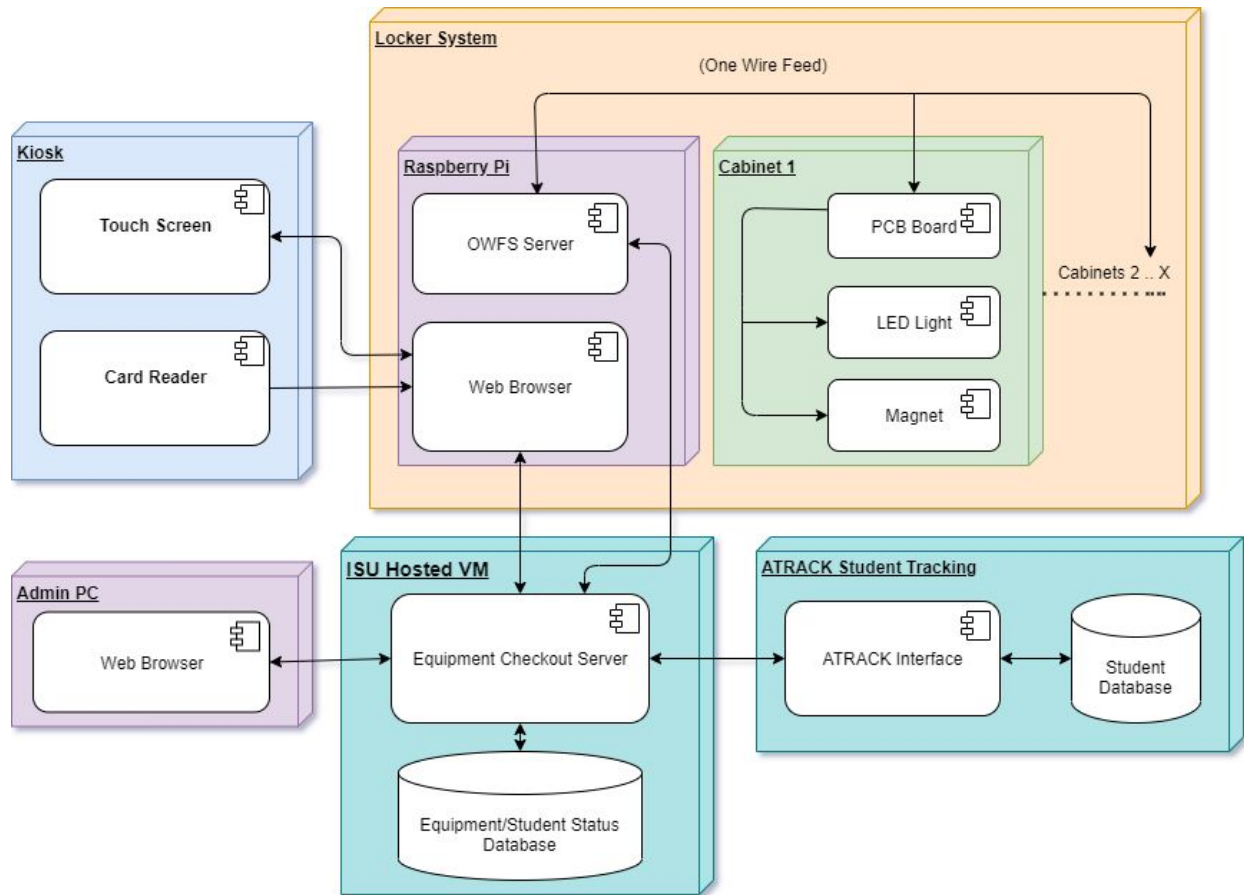 Locker System
(One Wire Feed)
Kiosk
Touch Screen
Card Reader
Raspberry Pi
OWFS Server
Web Browser
Cabinet 1
PCB Board
LED Light
Magnet
Cabinets 2 .. X
Admin PC
Web Browser
ISU Hosted VM
Equipment Checkout Server
Equipment/Student Status
Database
ATRACK Student Tracking
ATRACK Interface
Student
Database